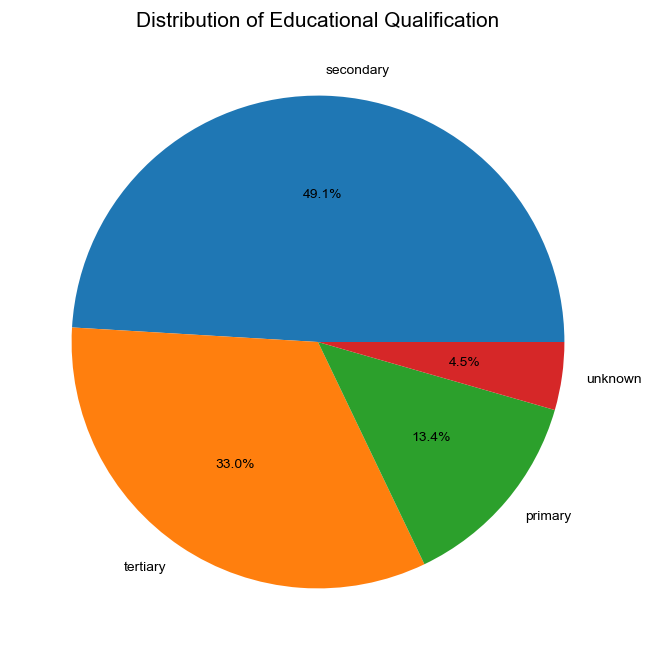 Distribution of Educational Qualification
secondary
49.1%
4.5%
unknown
13.4%
33.0%
primary
tertiary